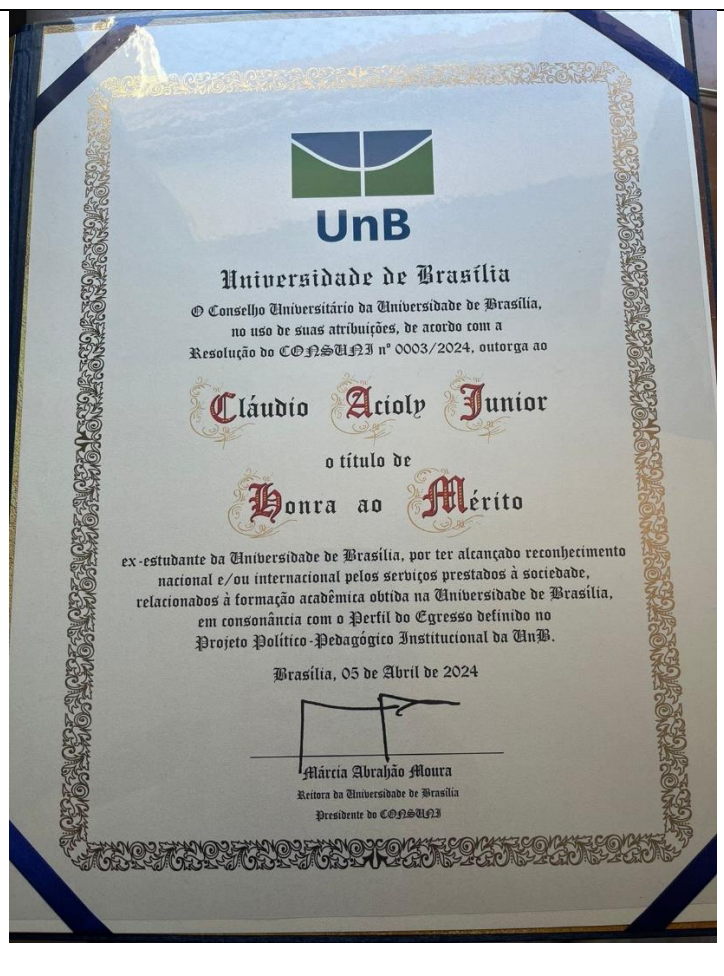 UnB
Universidade de Brasília
O Conselho Universitário da Universidade de Brasília,
no uso de suas atribuições, de acordo com a
Resolução do CONSUNI n° 0003/2024, outorga ao
Cláudio Acioly Junior
o título de
Honra ao Mérito
ex-estudante da Universidade de Brasília, por ter alcançado reconhecimento
nacional e/ou internacional pelos serviços prestados à sociedade,
relacionados à formação acadêmica obtida na Universidade de Brasília,
em consonância com o Perfil do Egresso definido no
Projeto Político-Pedagógico Institucional da UnB.
Brasília, 05 de Abril de 2024
Márcia Abrahão Moura
Reitora da Universidade de Brasília
Presidente do CONSUNI